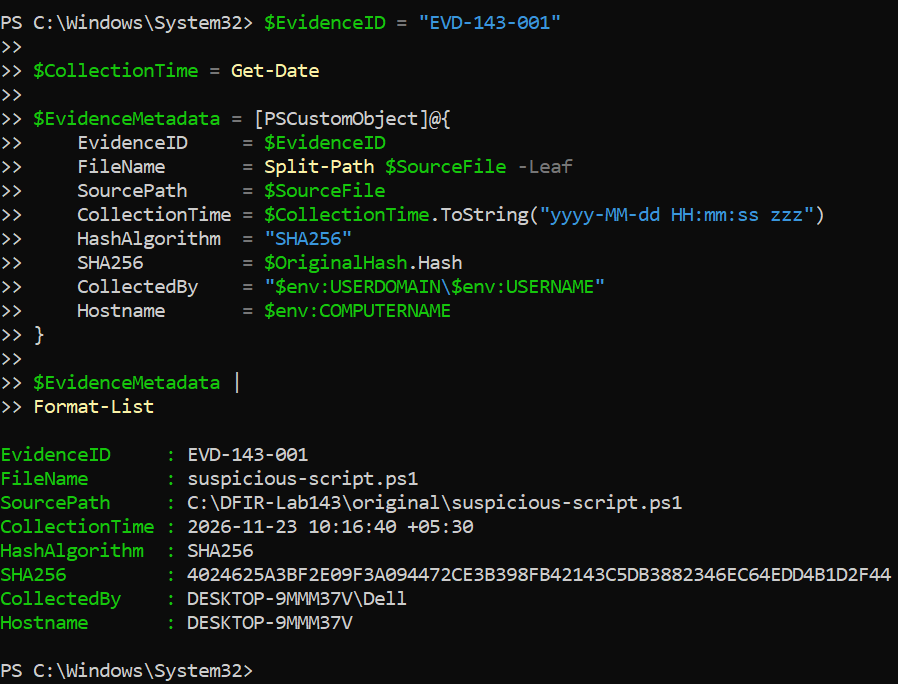 PS C:\Windows\System32> $EvidenceID = "EVD-143-001"
>>
>> $CollectionTime = Get-Date
>>
>> $EvidenceMetadata = [PSCustomObject]@{
>>     EvidenceID     = $EvidenceID
>>     FileName       = Split-Path $SourceFile -Leaf
>>     SourcePath     = $SourceFile
>>     CollectionTime = $CollectionTime.ToString("yyyy-MM-dd HH:mm:ss zzz")
>>     HashAlgorithm  = "SHA256"
>>     SHA256         = $OriginalHash.Hash
>>     CollectedBy    = "$env:USERDOMAIN\$env:USERNAME"
>>     Hostname       = $env:COMPUTERNAME
>> }
>>
>> $EvidenceMetadata |
>> Format-List

EvidenceID     : EVD-143-001
FileName       : suspicious-script.ps1
SourcePath     : C:\DFIR-Lab143\original\suspicious-script.ps1
CollectionTime : 2026-11-23 10:16:40 +05:30
HashAlgorithm  : SHA256
SHA256         : 4024625A3BF2E09F3A094472CE3B398FB42143C5DB3882346EC64EDD4B1D2F44
CollectedBy    : DESKTOP-9MMM37V\Dell
Hostname       : DESKTOP-9MMM37V

PS C:\Windows\System32>